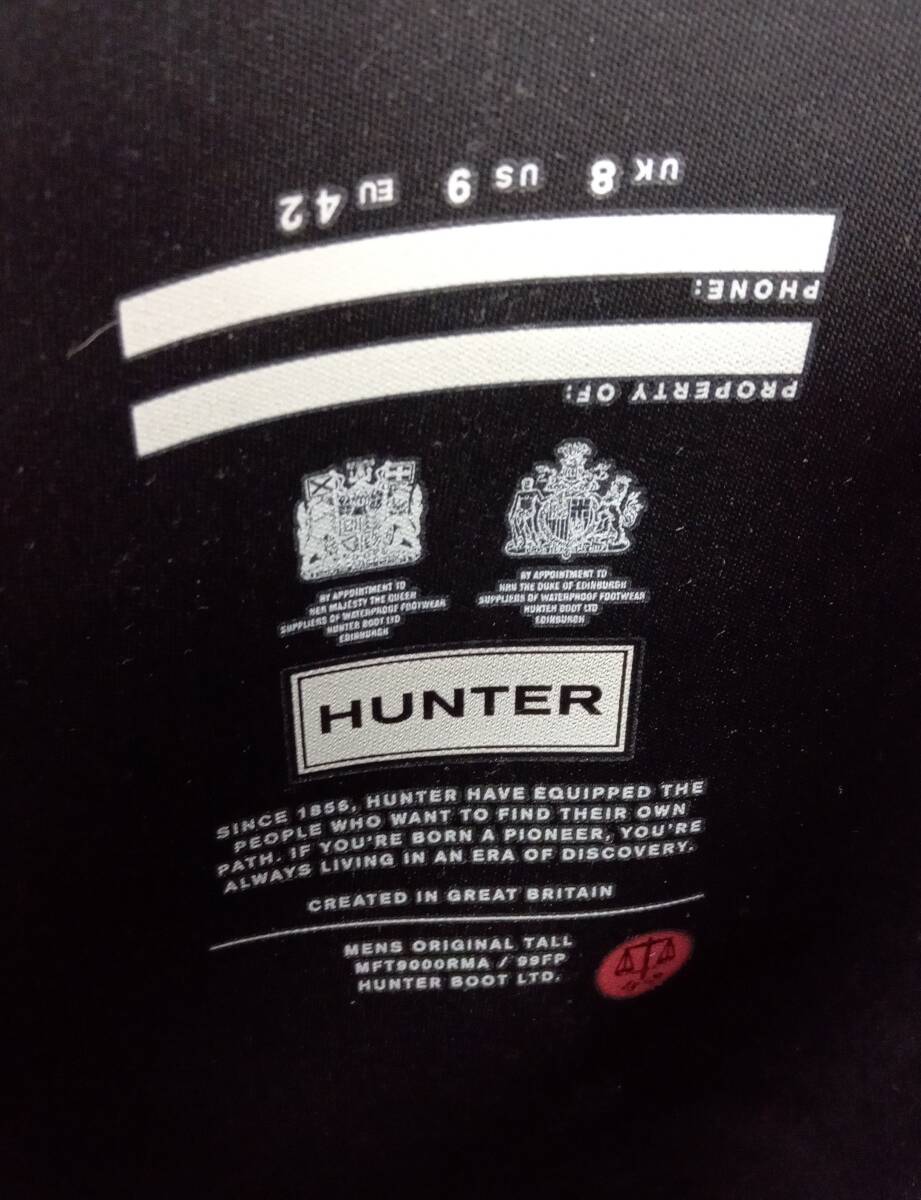 UK 8 US 9 EU 42
PHONE:
PROPERTY OF:
BY APPOINTMENT TO
HER MAJESTY THE QUEEN
SUPPLIERS OF WATERPROOF FOOTWEAR
HUNTER BOOT LTD
EDINBURGH
BY APPOINTMENT TO
HRH THE DUKE OF EDINBURGH
SUPPLIERS OF WATERPROOF FOOTWEAR
HUNTER BOOT LTD
EDINBURGH
HUNTER
SINCE 1856, HUNTER HAVE EQUIPPED THE
PEOPLE WHO WANT TO FIND THEIR OWN
PATH. IF YOU'RE BORN A PIONEER, YOU'RE
ALWAYS LIVING IN AN ERA OF DISCOVERY.
CREATED IN GREAT BRITAIN
MENS ORIGINAL TALL
MFT9000RMA / 99FP
HUNTER BOOT LTD.